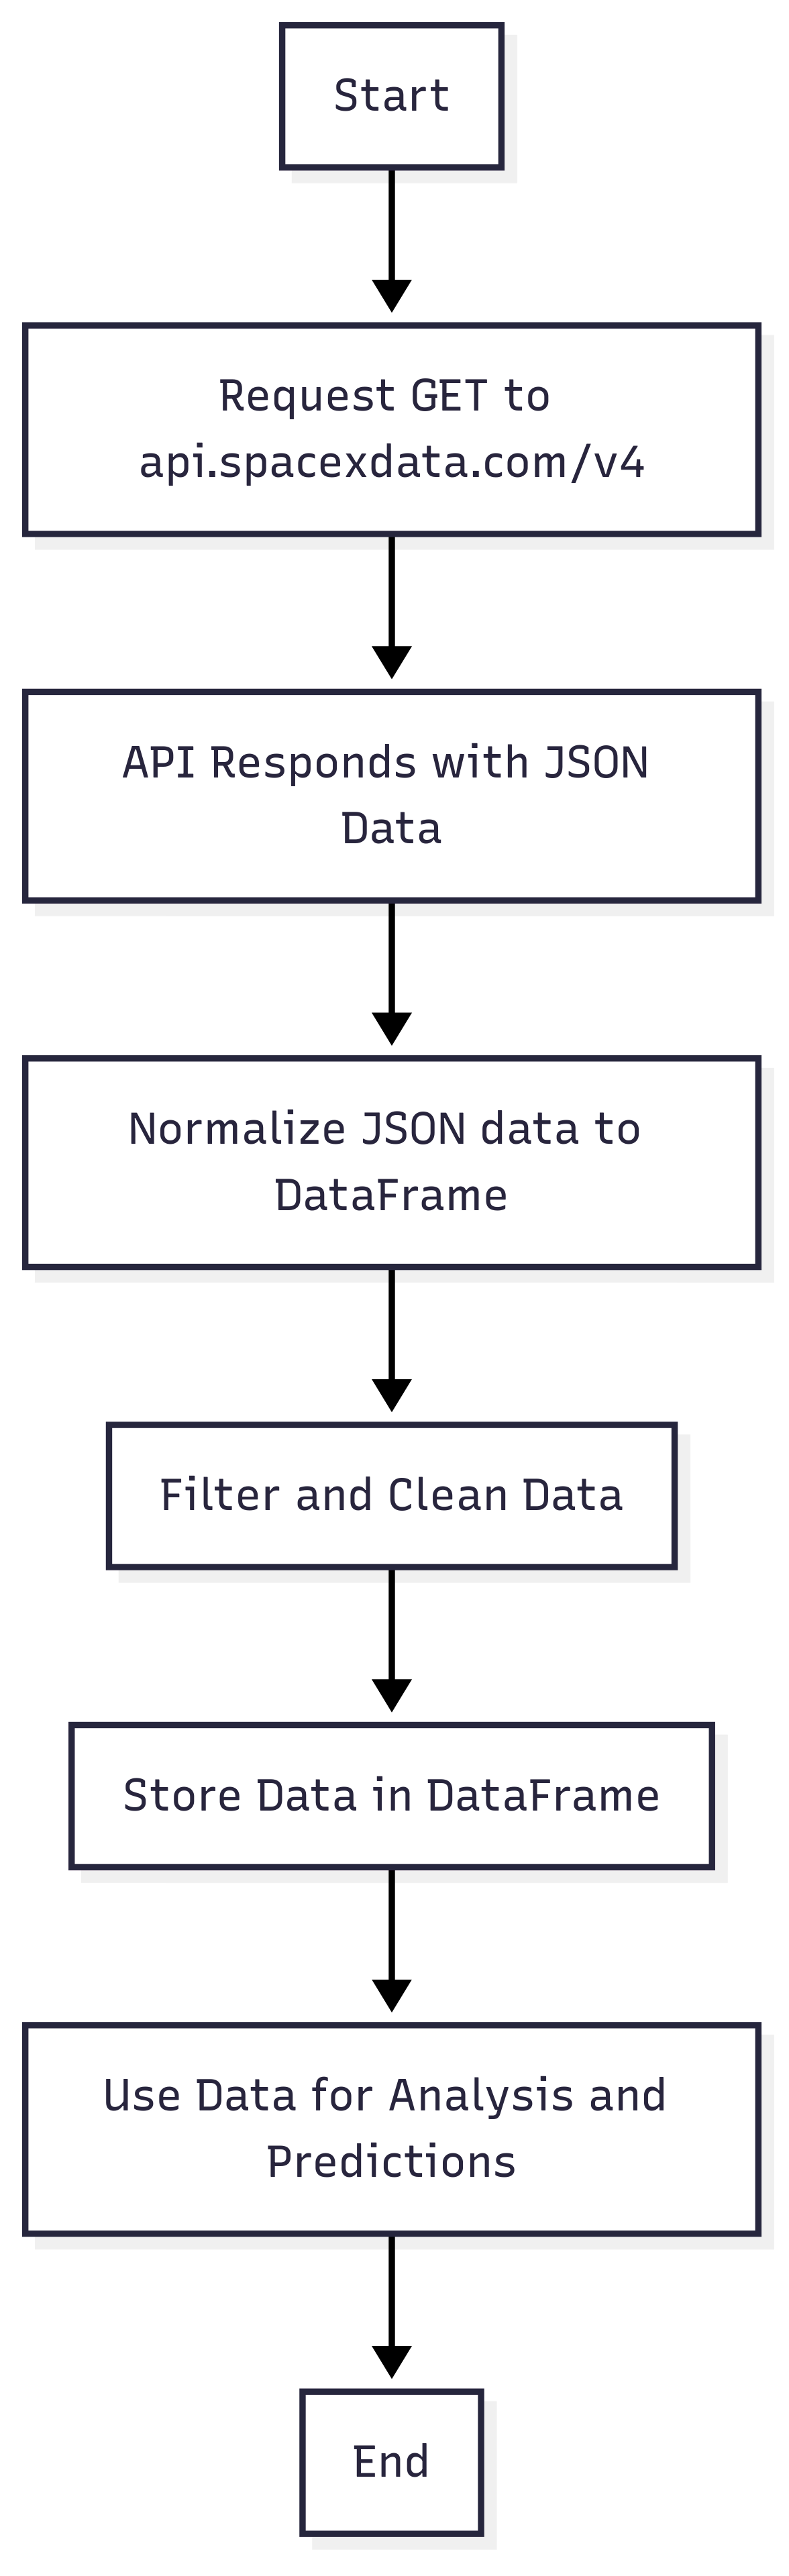 Start
Request GET to
api.spacexdata.com/v4
API Responds with JSON
Data
Normalize JSON data to
DataFrame
Filter and Clean Data
Store Data in DataFrame
Use Data for Analysis and
Predictions
End